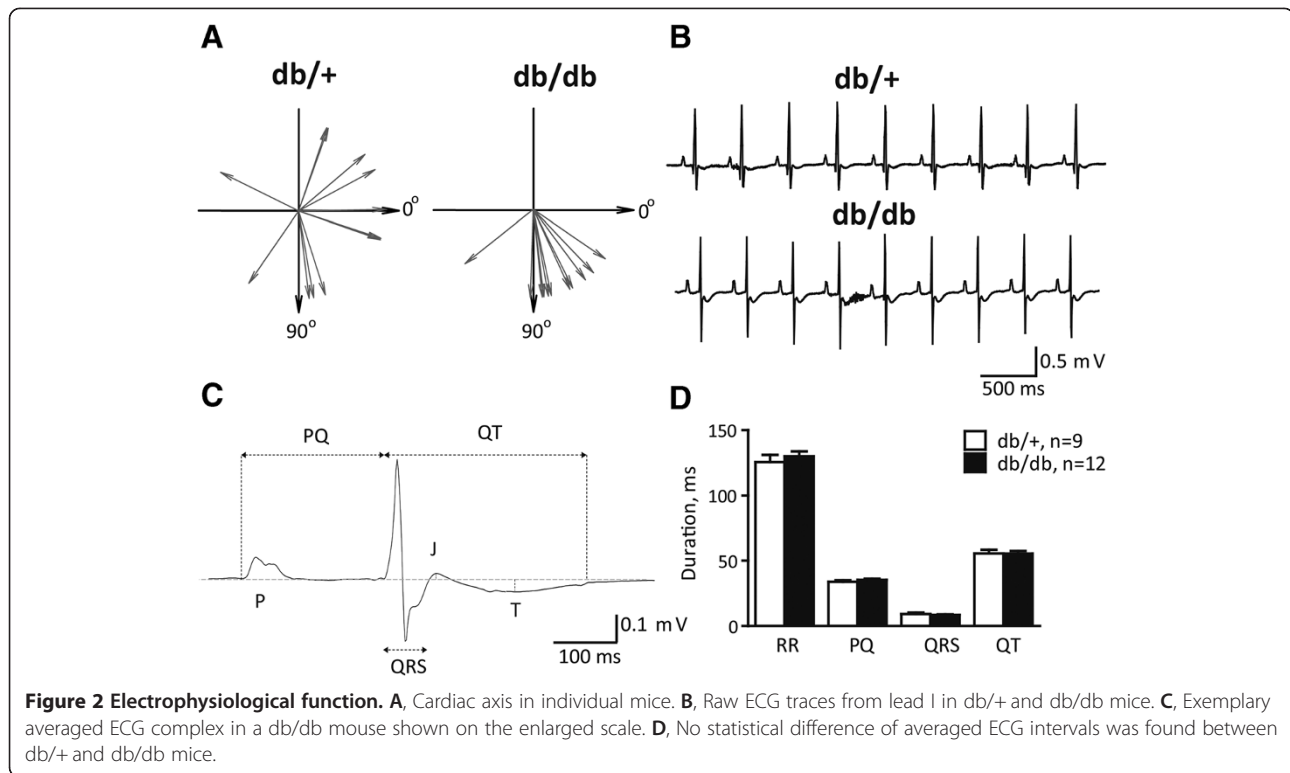 A
db/+
db/db
0°
90°
0°
90°
B
db/+
db/db
0.5 mV
500 ms
C
PQ
QT
P
J
T
QRS
0.1 mV
100 ms
D
Duration, ms
150
100
50
0
RR PQ QRS QT
db/+, n=9
db/db, n=12
Figure 2 Electrophysiological function. A, Cardiac axis in individual mice. B, Raw ECG traces from lead I in db/+ and db/db mice. C, Exemplary
averaged ECG complex in a db/db mouse shown on the enlarged scale. D, No statistical difference of averaged ECG intervals was found between
db/+ and db/db mice.